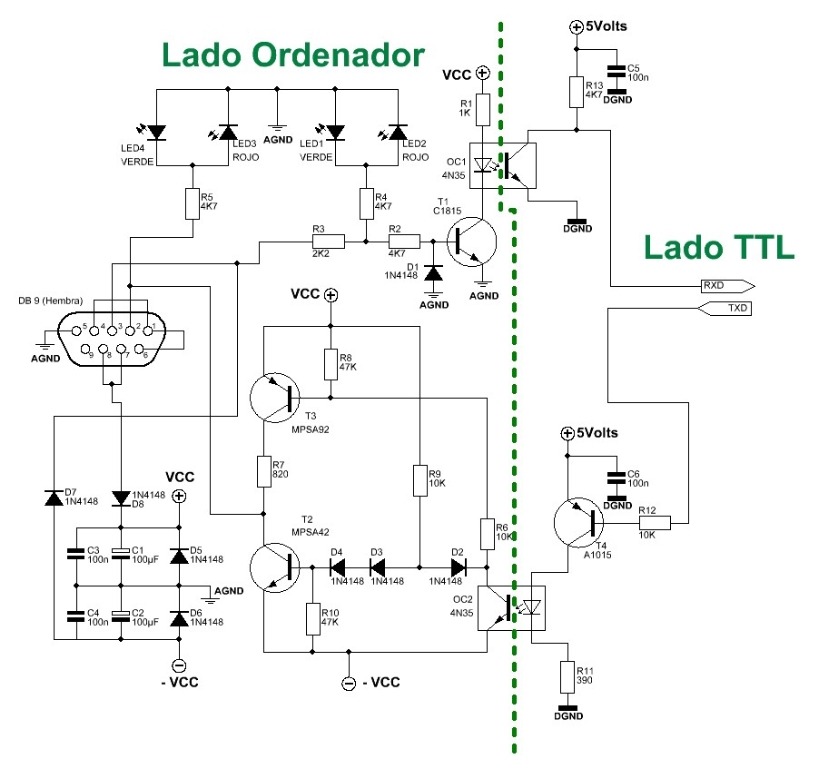 Lado Ordenador
5Volts
C5
100n
DGND
R13
4K7
VCC
R1
1K
AGND
LED4
VERDE
LED3
ROJO
LED1
VERDE
LED2
ROJO
OC1
4N35
R5
4K7
R4
4K7
T1
C1815
DGND
R3
2K2
R2
4K7
Lado TTL
D1
1N4148
AGND
AGND
RXD
TXD
DB 9 (Hembra)
VCC
5 4 3 2 1
9 8 7 6
AGND
R8
47K
T3
MPSA92
5Volts
R7
820
R9
10K
C6
100n
DGND
VCC
D7
1N4148
1N4148
D8
R12
10K
T4
A1015
R6
10K
T2
MPSA42
D4
1N4148
D3
1N4148
D2
1N4148
C3
100n
C1
100µF
D5
1N4148
AGND
OC2
4N35
C4
100n
C2
100µF
D6
1N4148
R10
47K
- VCC
- VCC
R11
390
DGND